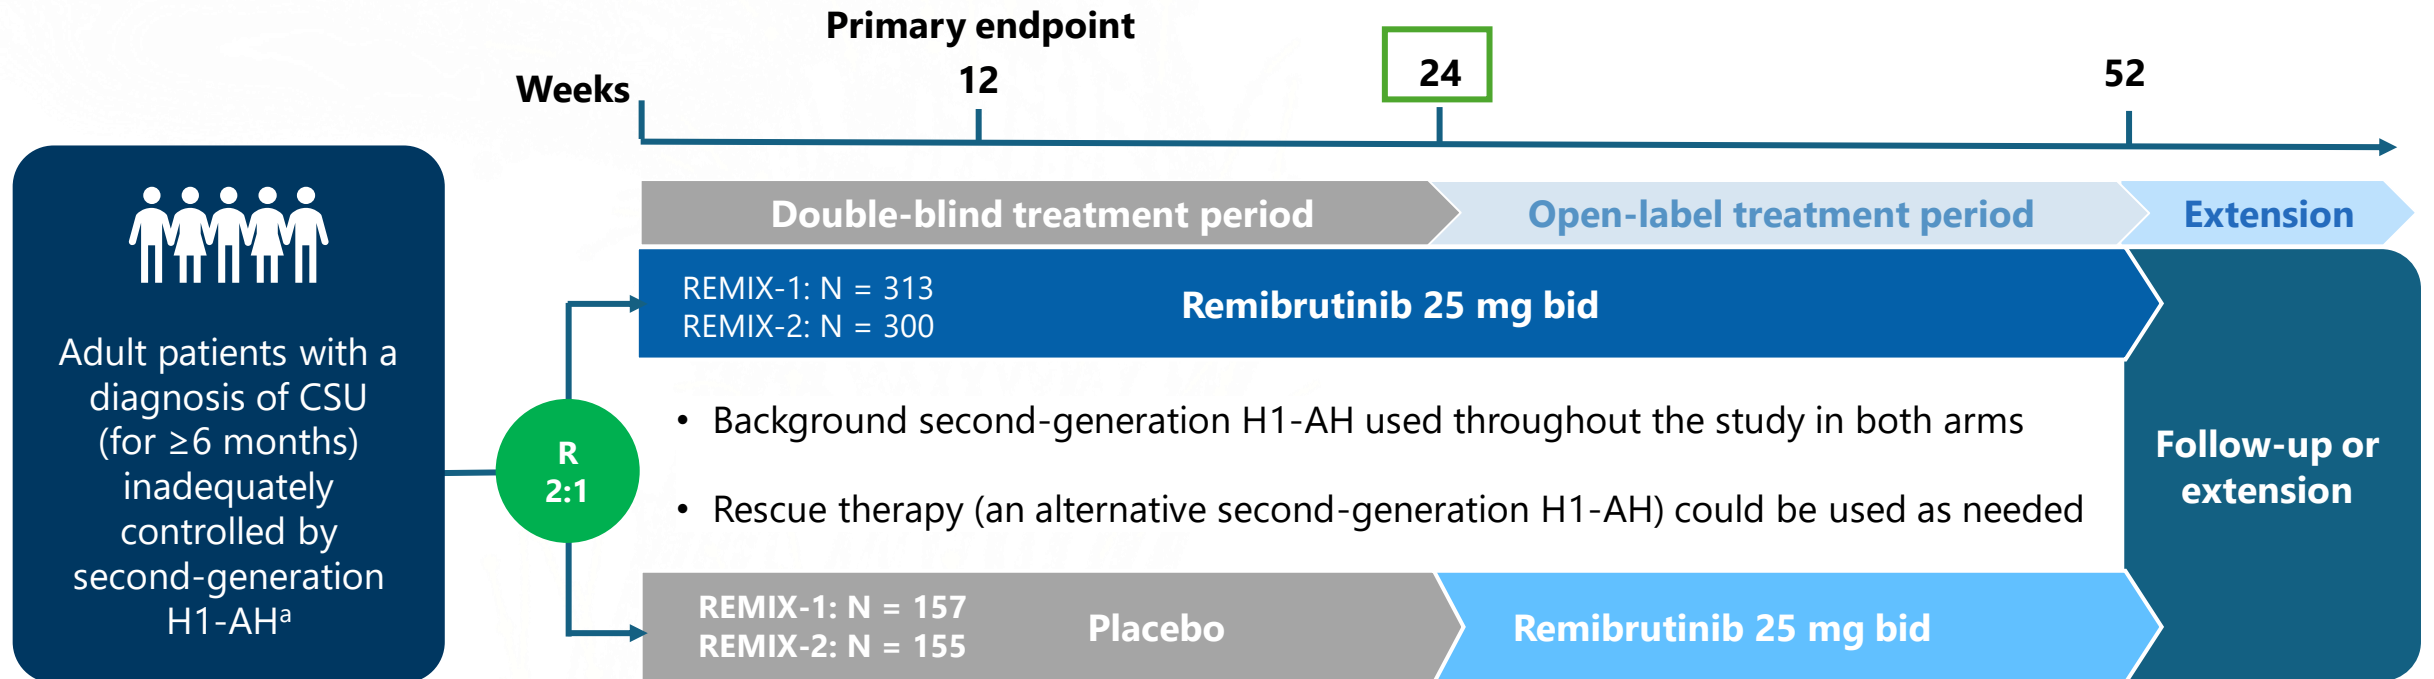 Primary endpoint
Weeks
12
24
52
Double-blind treatment period
Open-label treatment period
Extension
Adult patients with a
diagnosis of CSU
(for ≥6 months)
inadequately
controlled by
second-generation
H1-AHᵃ
R
2:1
REMIX-1: N = 313
REMIX-2: N = 300
Remibrutinib 25 mg bid
• Background second-generation H1-AH used throughout the study in both arms
• Rescue therapy (an alternative second-generation H1-AH) could be used as needed
REMIX-1: N = 157
REMIX-2: N = 155
Placebo
Remibrutinib 25 mg bid
Follow-up or
extension